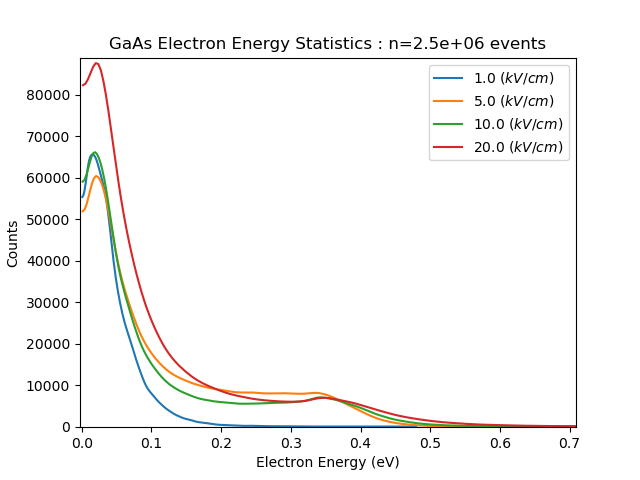 GaAs Electron Energy Statistics : n=2.5e+06 events
1.0 (kV/cm)
5.0 (kV/cm)
10.0 (kV/cm)
20.0 (kV/cm)
Counts
80000
70000
60000
50000
40000
30000
20000
10000
0
0.0 0.1 0.2 0.3 0.4 0.5 0.6 0.7
Electron Energy (eV)